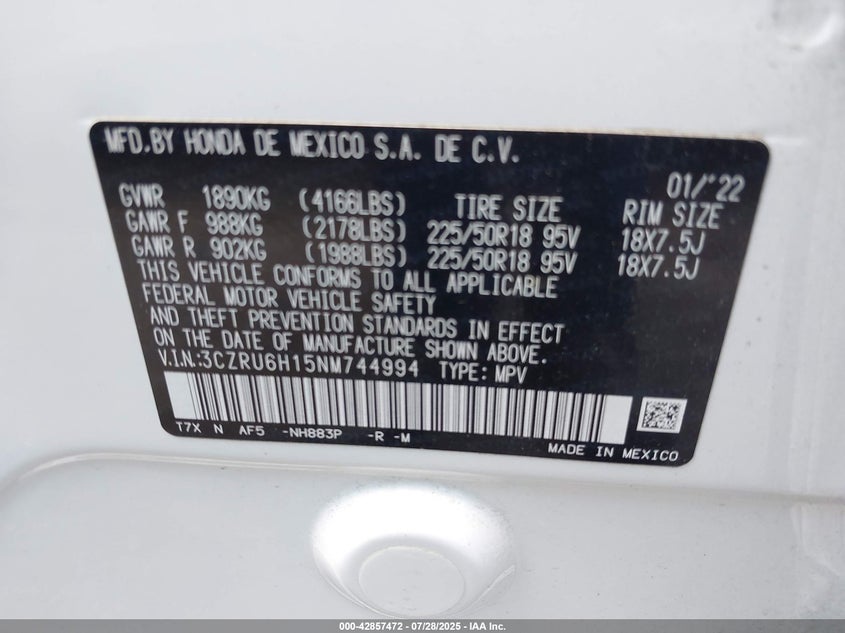 MFD.BY HONDA DE MEXICO S.A. DE C.V.
01/'22
GVWR 1890KG (4166LBS) TIRE SIZE RIM SIZE
GAWR F 988KG (2178LBS) 225/50R18 95V 18X7.5J
GAWR R 902KG (1988LBS) 225/50R18 95V 18X7.5J
THIS VEHICLE CONFORMS TO ALL APPLICABLE
FEDERAL MOTOR VEHICLE SAFETY
AND THEFT PREVENTION STANDARDS IN EFFECT
ON THE DATE OF MANUFACTURE SHOWN ABOVE.
V.I.N:3CZRU6H15NM744994 TYPE: MPV
T7X N AF5 -NH883P -R -M
MADE IN MEXICO
000-42857472 - 07/28/2025 - IAA Inc.